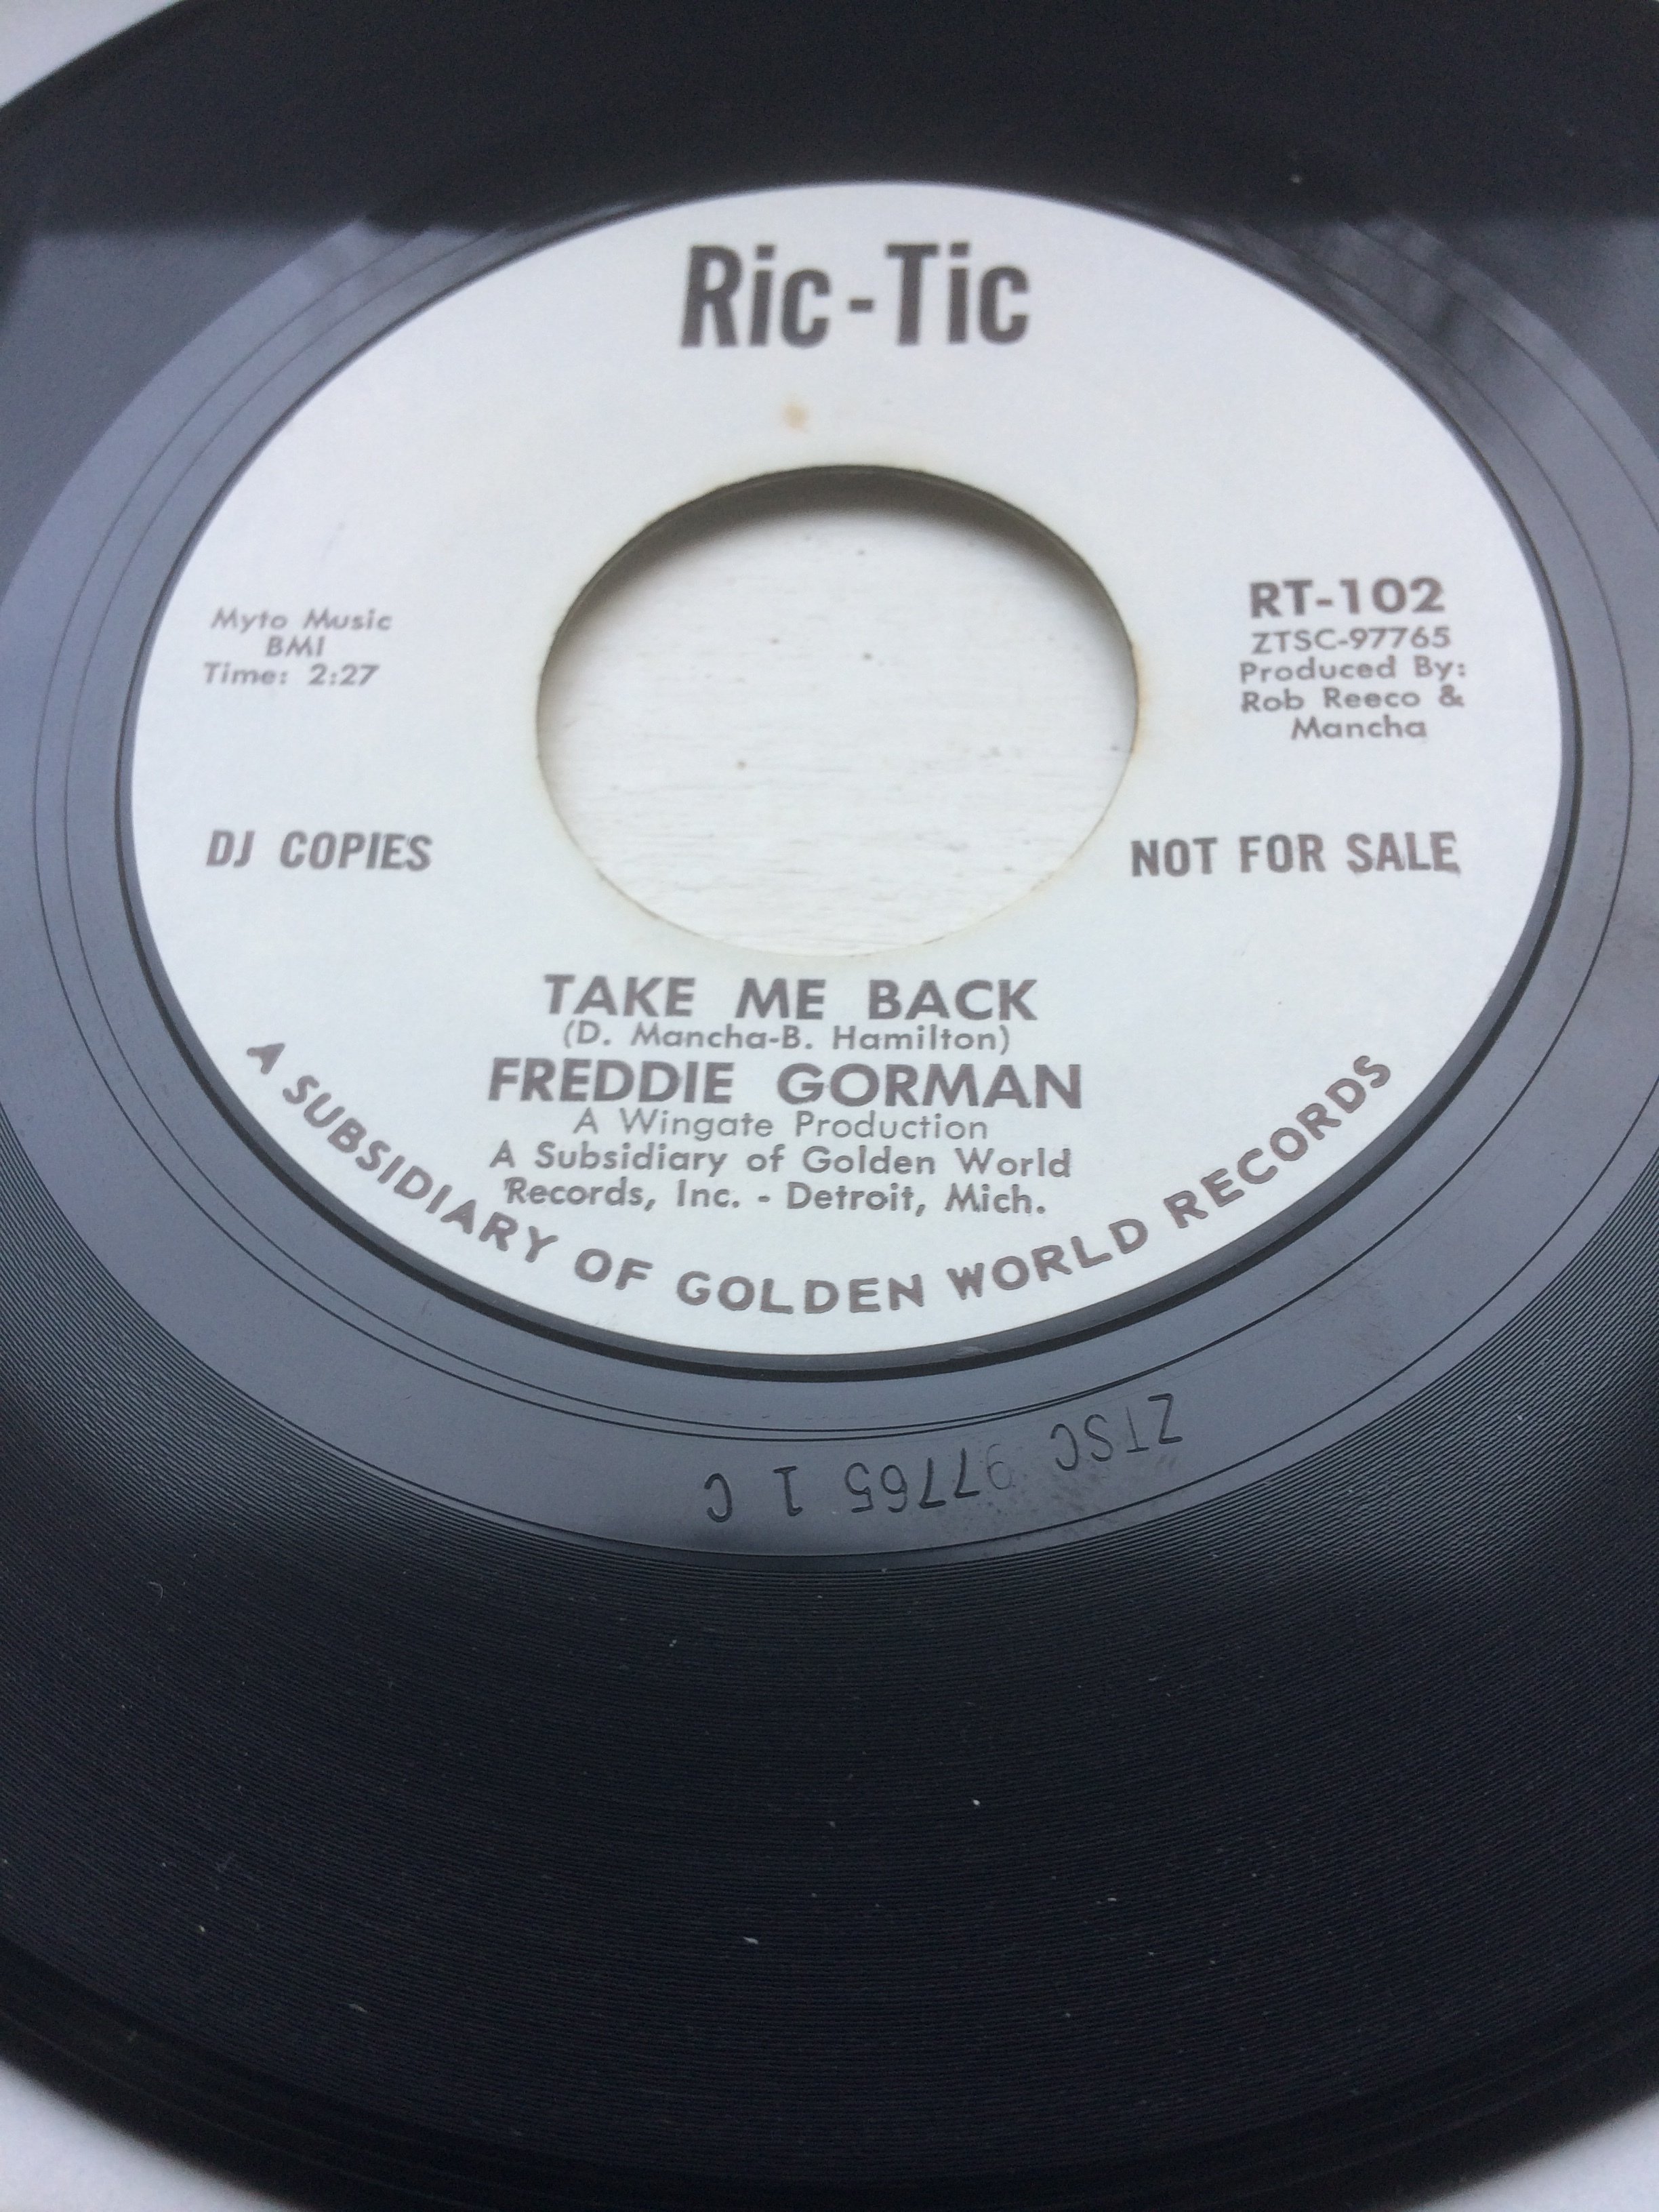 Ric-Tic
Myto Music
BMI
Time: 2:27
RT-102
ZTSC-97765
Produced By:
Rob Reeco &
Mancha
DJ COPIES
NOT FOR SALE
TAKE ME BACK
(D. Mancha-B. Hamilton)
FREDDIE GORMAN
A Wingate Production
A Subsidiary of Golden World
Records, Inc. - Detroit, Mich.
A SUBSIDIARY OF GOLDEN WORLD RECORDS
ZTSC 97765 1 C